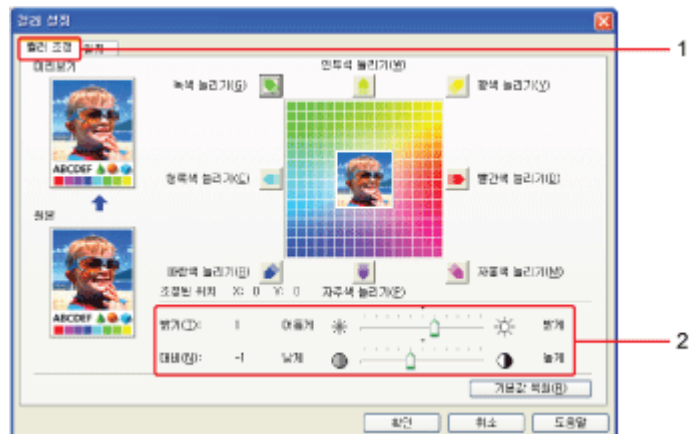 컬러 설정
컬러 조정
일치
미리보기
녹색 늘리기(G)
연두색 늘리기(W)
황색 늘리기(Y)
ABCDEF
청록색 늘리기(C)
빨간색 늘리기(R)
원본
파란색 늘리기(B)
자홍색 늘리기(M)
조정된 위치 X: 0 Y: 0
자주색 늘리기(P)
ABCDEF
밝기(I): 1 어둡게 밝게
대비(N): -1 낮게 높게
기본값 복원(R)
확인
취소
도움말
1
2